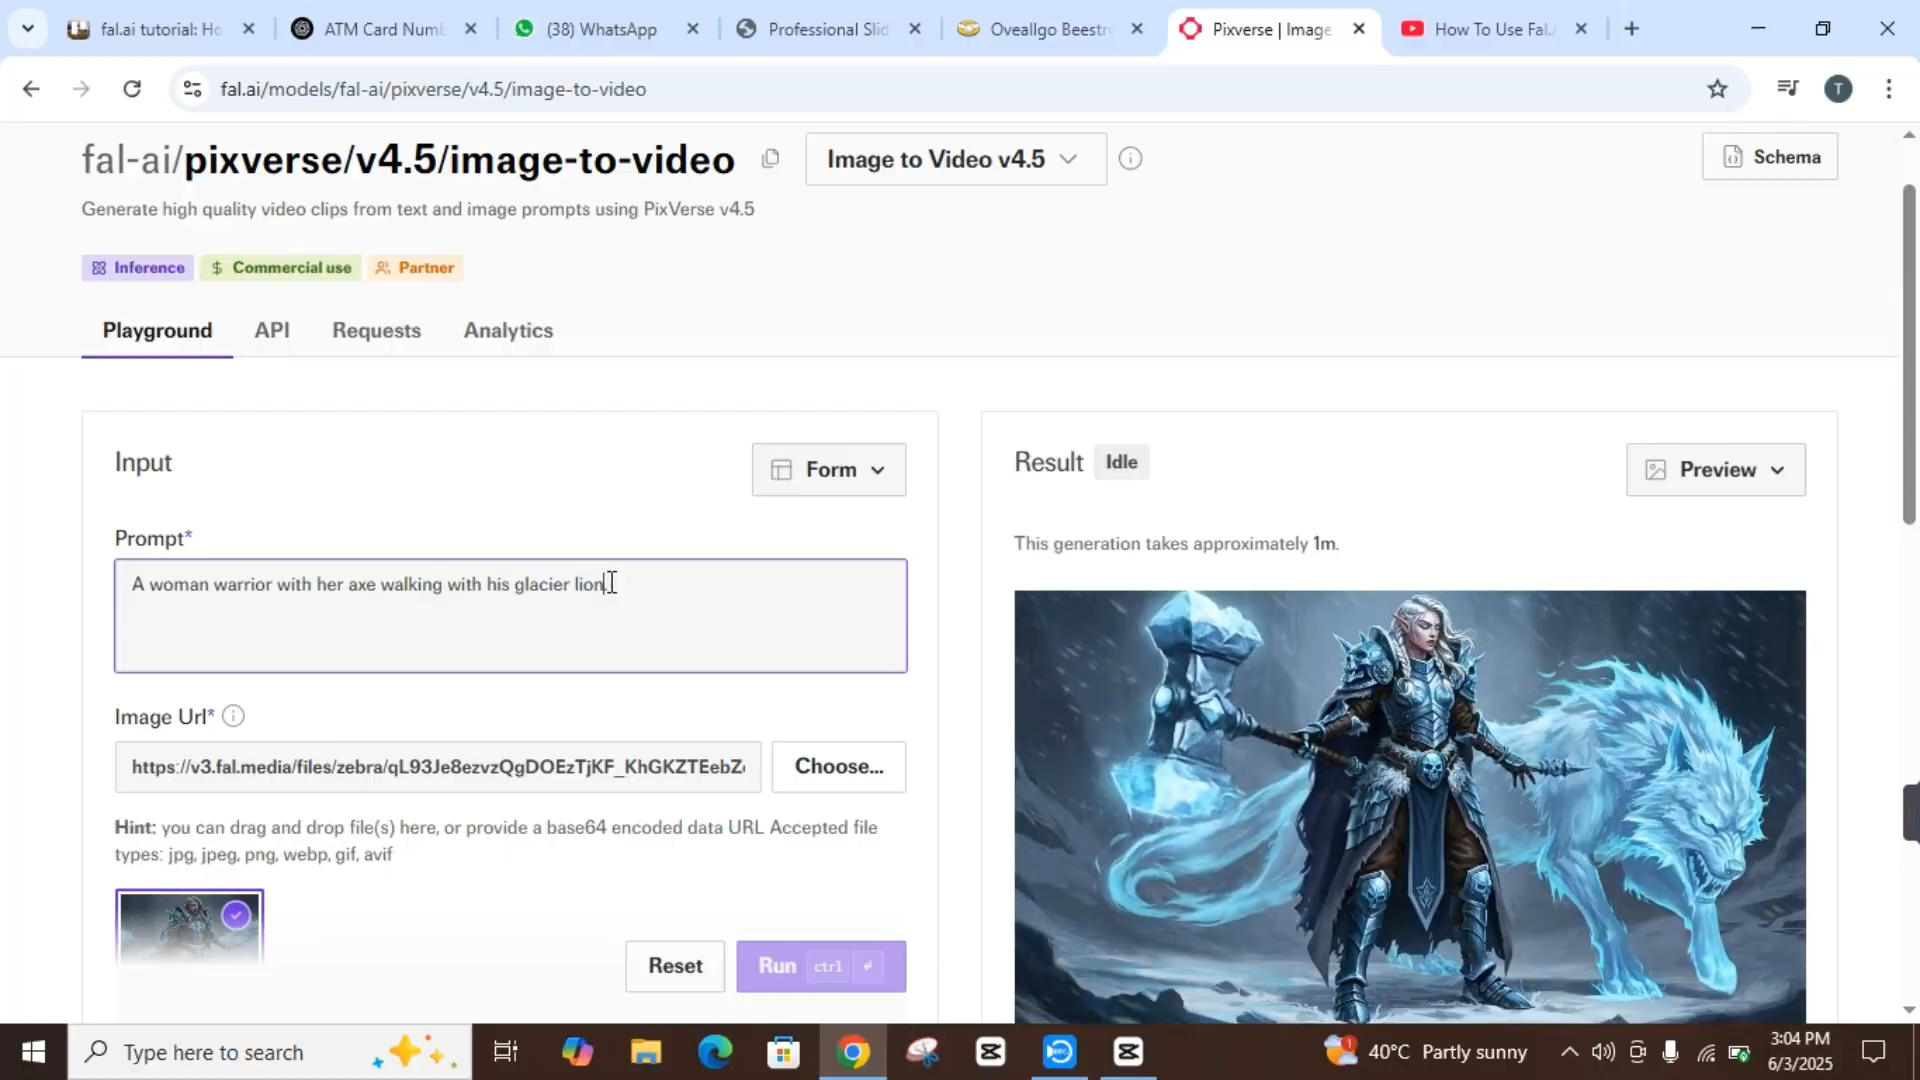 fal.ai tutorial: Ho
ATM Card Numb
(38) WhatsApp
Professional Slid
Oveallgo Beestr
Pixverse | Image
How To Use Fal.
fal.ai/models/fal-ai/pixverse/v4.5/image-to-video
T
fal-ai/pixverse/v4.5/image-to-video
Image to Video v4.5
Schema
Generate high quality video clips from text and image prompts using PixVerse v4.5
Inference
$ Commercial use
Partner
Playground
API
Requests
Analytics
Input
Form
Result
Idle
Preview
Prompt*
This generation takes approximately 1m.
A woman warrior with her axe walking with his glacier lion
Image Url*
https://v3.fal.media/files/zebra/qL93Je8ezvzQgDOEzTjKF_KhGKZTEebZ
Choose...
Hint: you can drag and drop file(s) here, or provide a base64 encoded data URL Accepted file
types: jpg, jpeg, png, webp, gif, avif
Reset
Run ctrl
Type here to search
REC
1
40°C Partly sunny
3:04 PM
6/3/2025